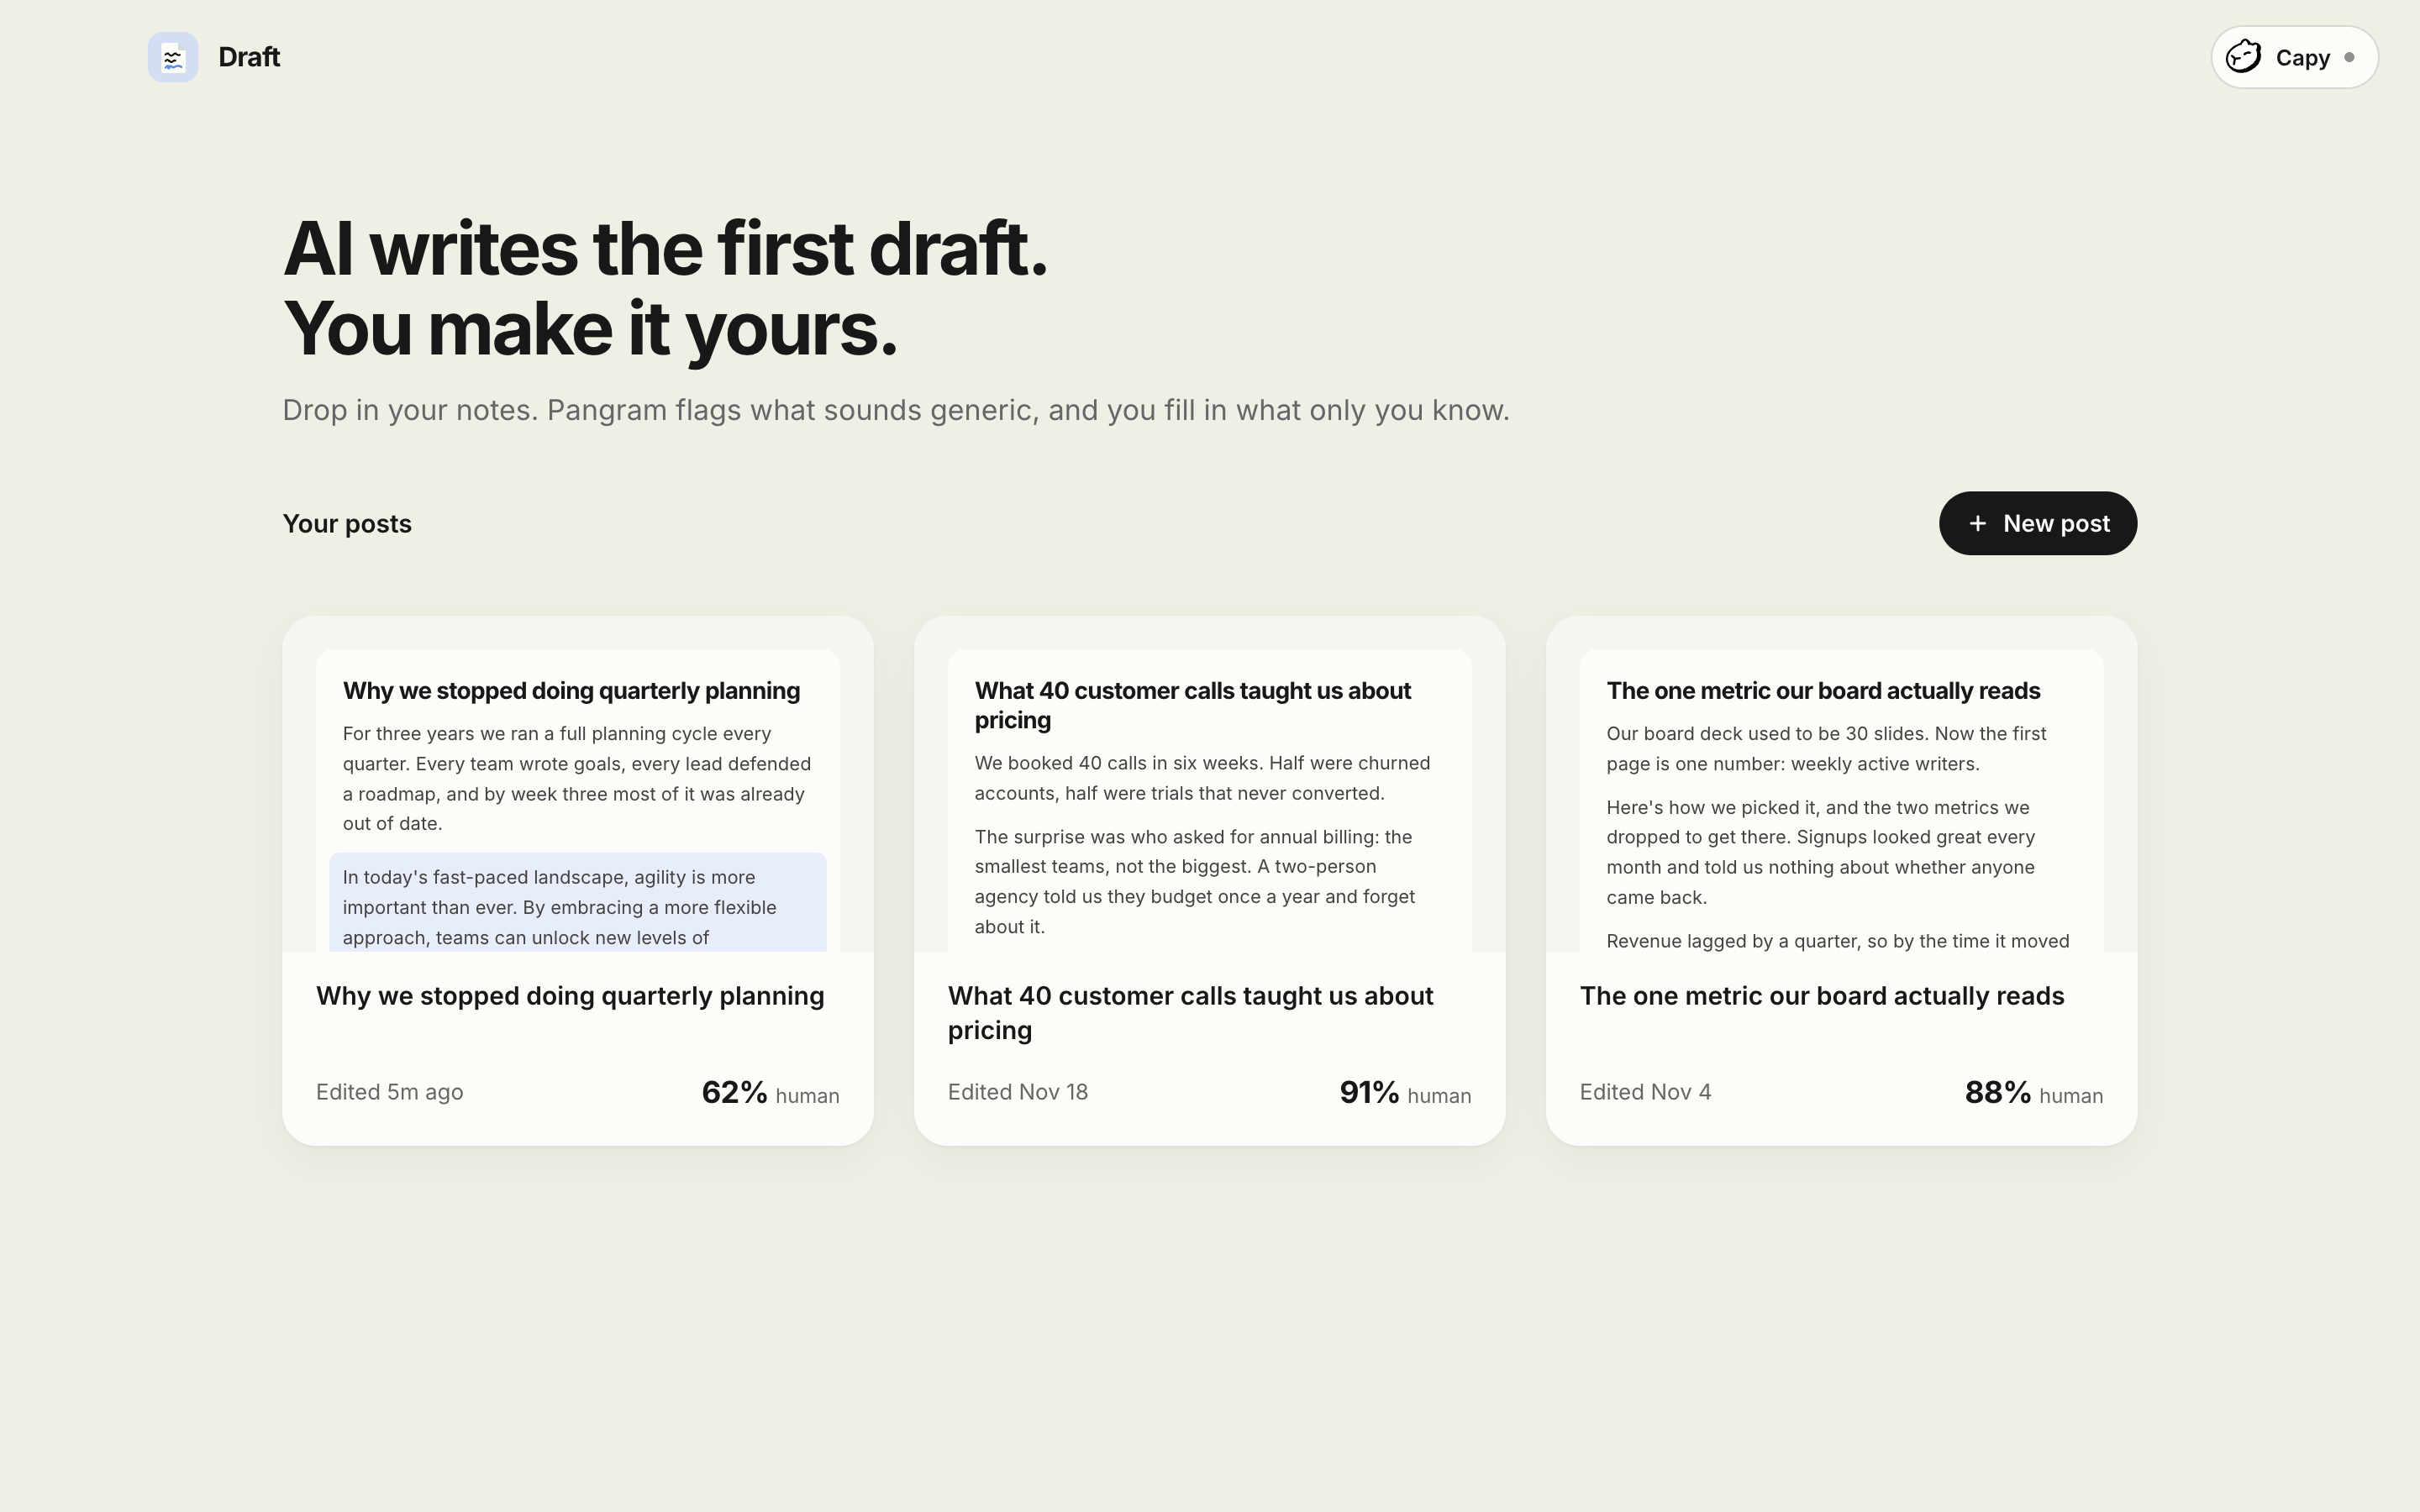 Draft
Capy
AI writes the first draft.
You make it yours.
Drop in your notes. Pangram flags what sounds generic, and you fill in what only you know.
Your posts
+ New post
Why we stopped doing quarterly planning
For three years we ran a full planning cycle every
quarter. Every team wrote goals, every lead defended
a roadmap, and by week three most of it was already
out of date.
In today's fast-paced landscape, agility is more
important than ever. By embracing a more flexible
approach, teams can unlock new levels of
Why we stopped doing quarterly planning
Edited 5m ago
62% human
What 40 customer calls taught us about
pricing
We booked 40 calls in six weeks. Half were churned
accounts, half were trials that never converted.
The surprise was who asked for annual billing: the
smallest teams, not the biggest. A two-person
agency told us they budget once a year and forget
about it.
What 40 customer calls taught us about
pricing
Edited Nov 18
91% human
The one metric our board actually reads
Our board deck used to be 30 slides. Now the first
page is one number: weekly active writers.
Here's how we picked it, and the two metrics we
dropped to get there. Signups looked great every
month and told us nothing about whether anyone
came back.
Revenue lagged by a quarter, so by the time it moved
The one metric our board actually reads
Edited Nov 4
88% human